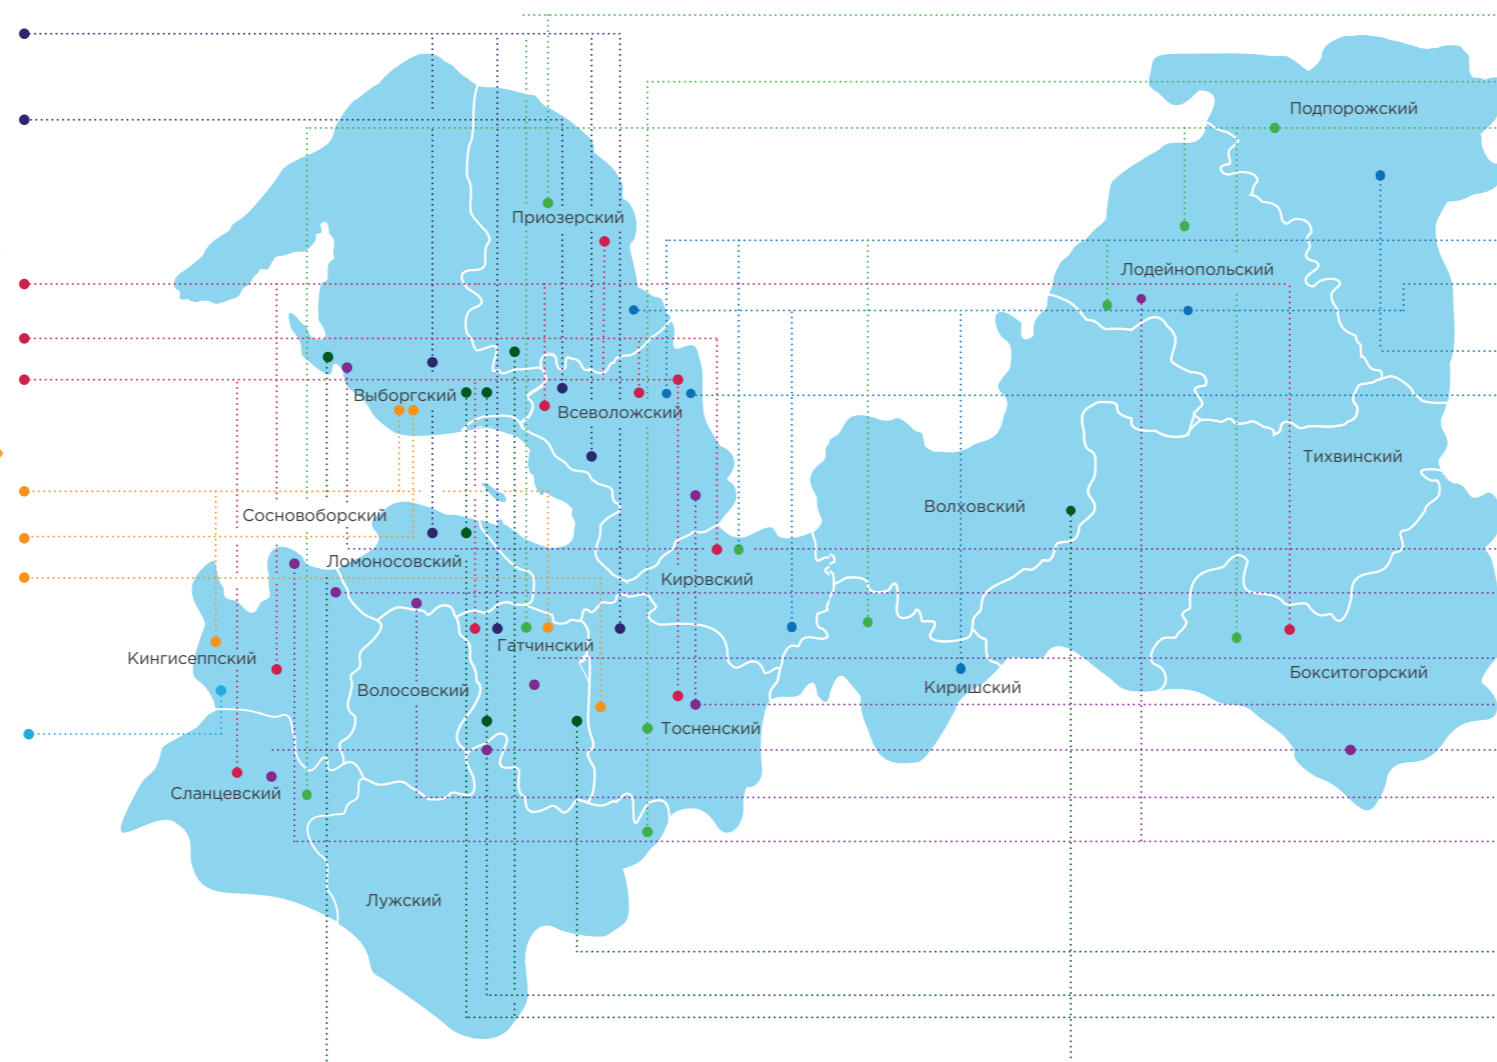 Подпорожский
Приозерский
Лодейнопольский
Выборгский
Всеволожский
Тихвинский
Волховский
Сосновоборский
Ломоносовский
Кировский
Гатчинский
Кингисеппский
Бокситогорский
Киришский
Волосовский
Тосненский
Сланцевский
Лужский